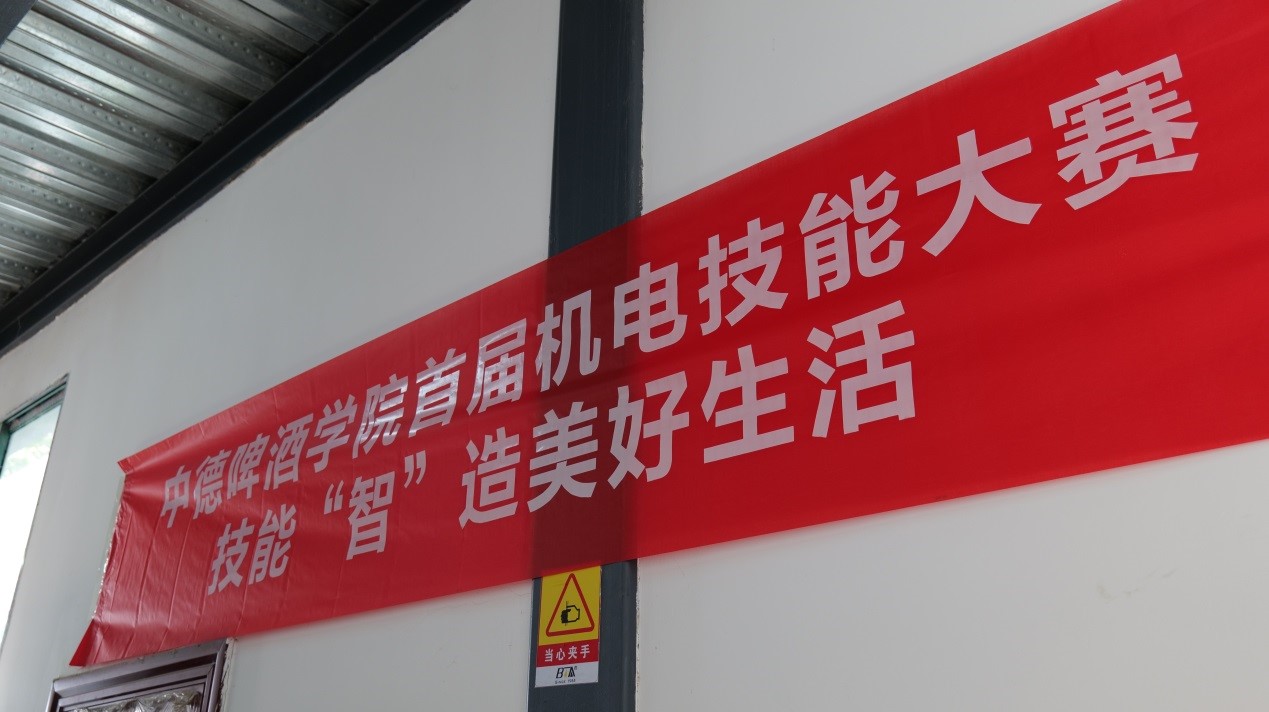 中德啤酒学院首届机电技能大赛
技能“智”造美好生活
当心夹手